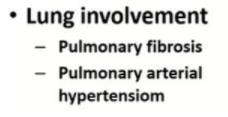 • Lung involvement
– Pulmonary fibrosis
– Pulmonary arterial
hypertensiom